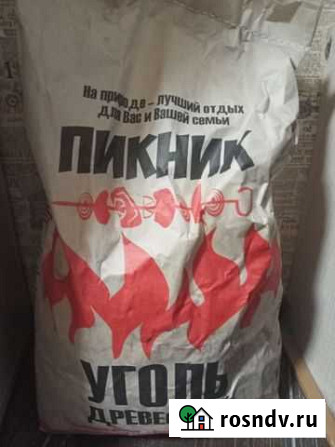 На природе – лучший отдых
для Вас и Вашей семьи
ПИКНИК
УГОЛЬ
rosndv.ru